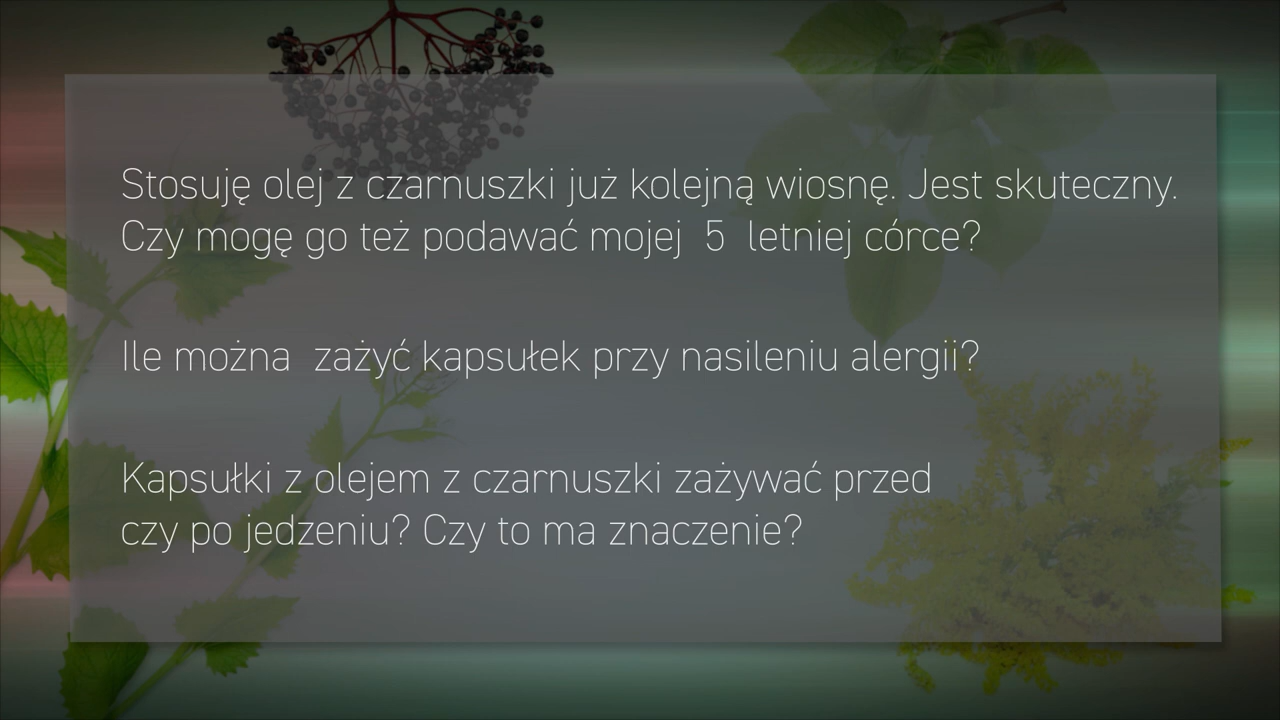 Stosuję olej z czarnuszki już kolejną wiosnę. Jest skuteczny.
Czy mogę go też podawać mojej 5 letniej córce?
Ile można zażyć kapsułek przy nasileniu alergii?
Kapsułki z olejem z czarnuszki zażywać przed
czy po jedzeniu? Czy to ma znaczenie?